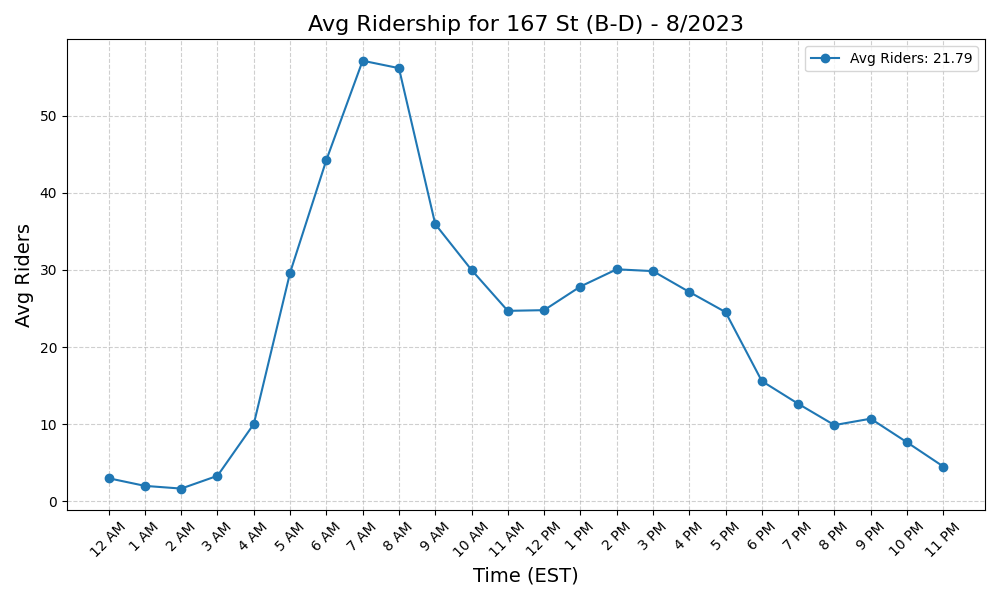 Avg Ridership for 167 St (B-D) - 8/2023
Avg Riders: 21.79
Avg Riders
50
40
30
20
10
0
12 AM
1 AM
2 AM
3 AM
4 AM
5 AM
6 AM
7 AM
8 AM
9 AM
10 AM
11 AM
12 PM
1 PM
2 PM
3 PM
4 PM
5 PM
6 PM
7 PM
8 PM
9 PM
10 PM
11 PM
Time (EST)